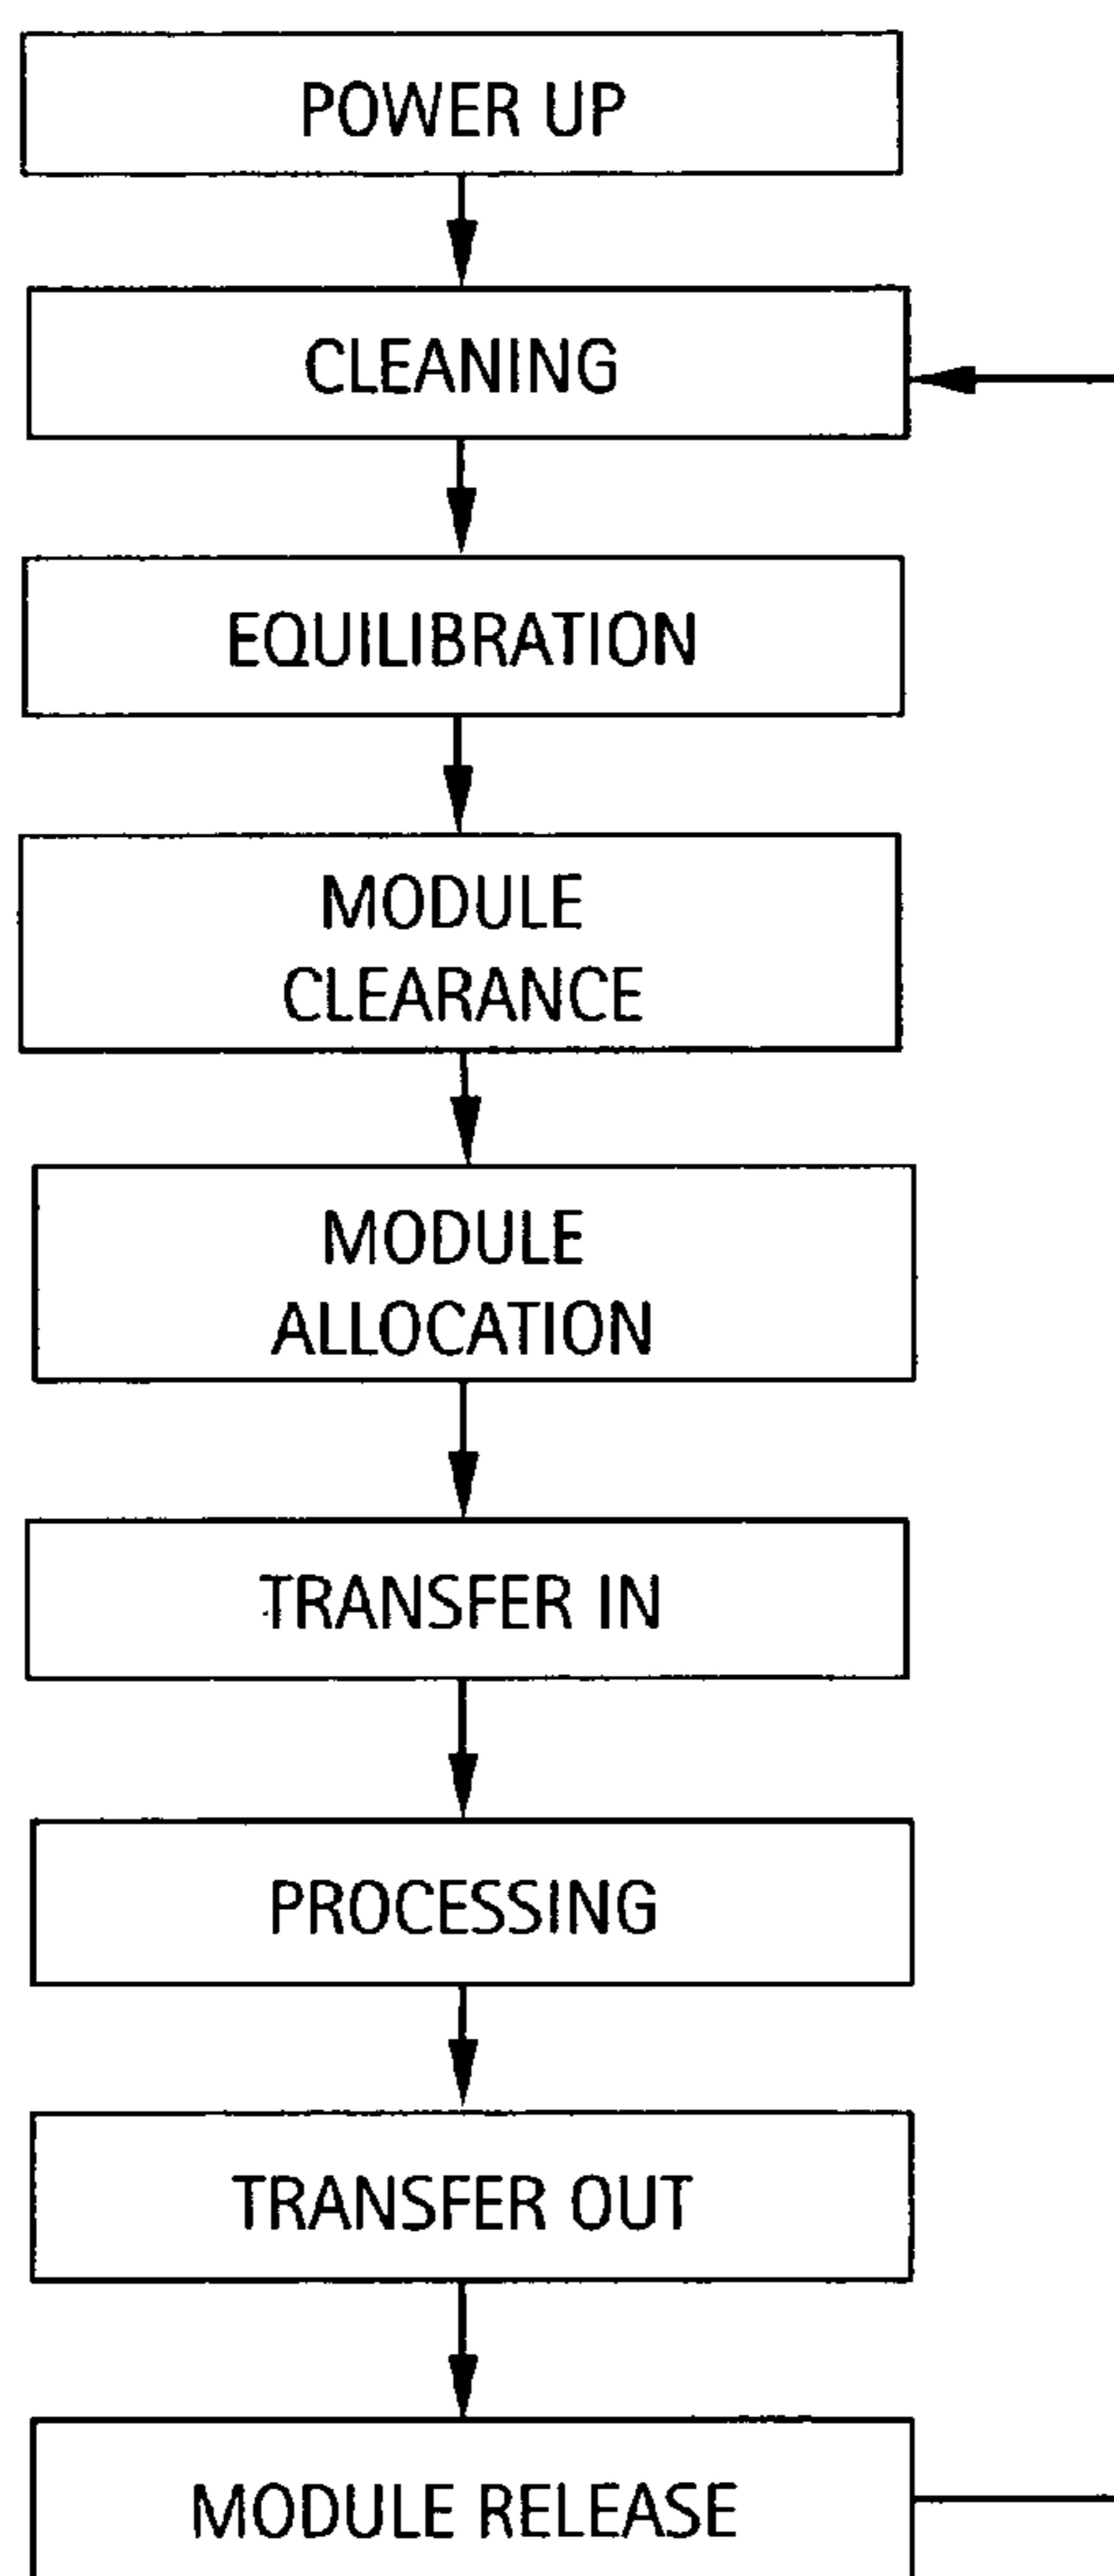 POWER UP
CLEANING
EQUILIBRATION
MODULE
CLEARANCE
MODULE
ALLOCATION
TRANSFER IN
PROCESSING
TRANSFER OUT
MODULE RELEASE